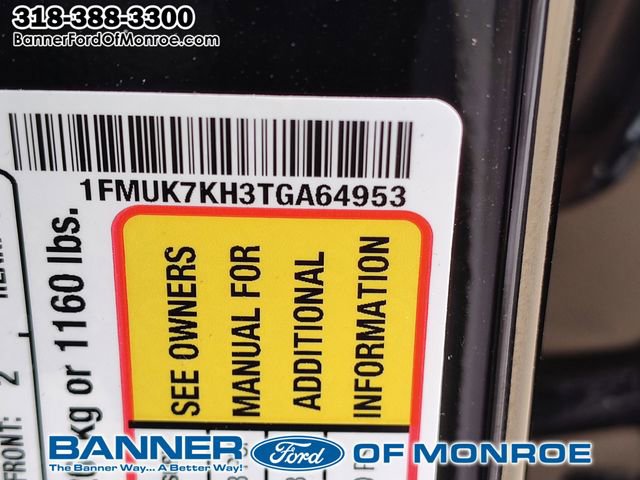 318-388-3300
BannerFordOfMonroe.com
1FMUK7KH3TGA64953
kg or 1160 lbs.
FRONT: 2
SEE OWNERS
MANUAL FOR
ADDITIONAL
INFORMATION
BANNER Ford OF MONROE
The Banner Way... A Better Way!